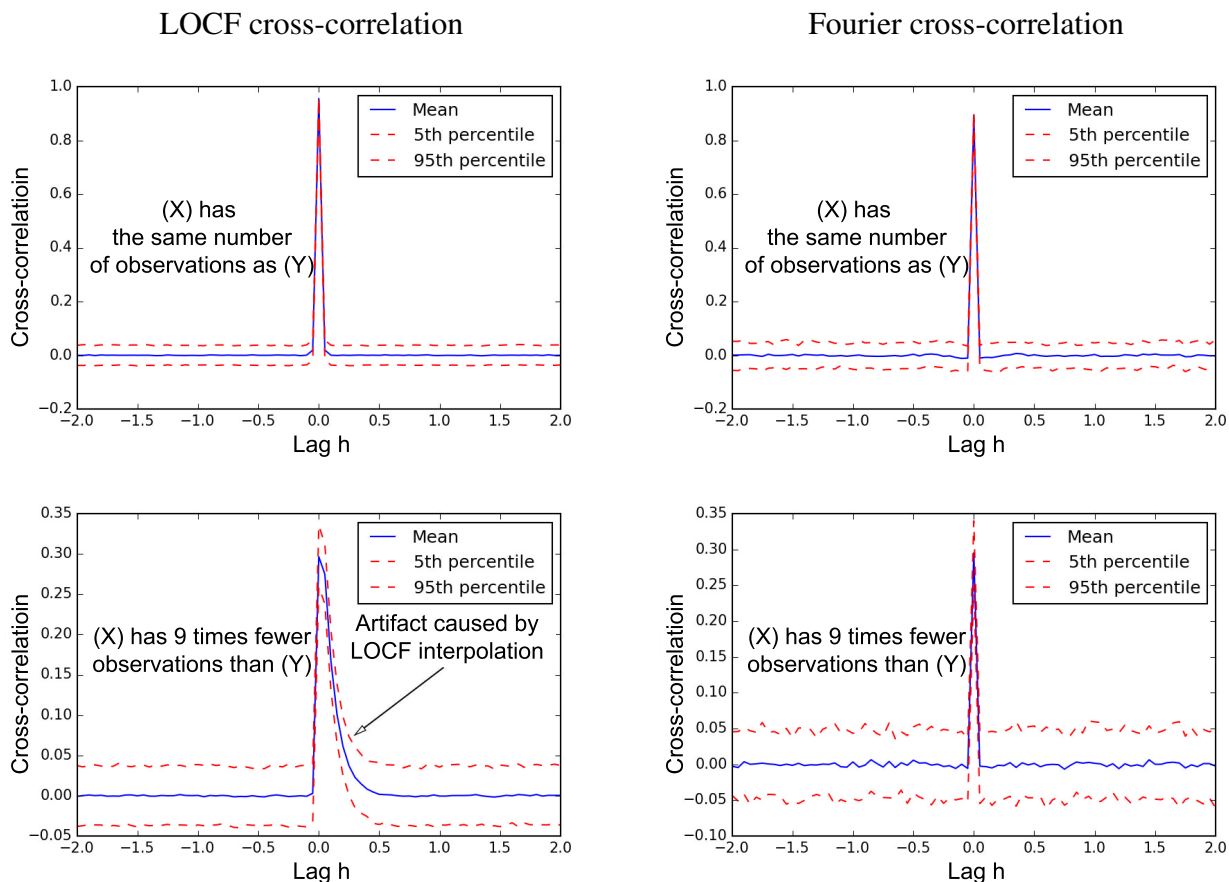 LOCF cross-correlation
Fourier cross-correlation
1.0
0.8
0.6
0.4
0.2
0.0
−0.2
Cross-correlatioin
Mean
5th percentile
95th percentile
(X) has
the same number
of observations as (Y)
−2.0 −1.5 −1.0 −0.5 0.0 0.5 1.0 1.5 2.0
Lag h
1.0
0.8
0.6
0.4
0.2
0.0
−0.2
Cross-correlatioin
Mean
5th percentile
95th percentile
(X) has
the same number
of observations as (Y)
−2.0 −1.5 −1.0 −0.5 0.0 0.5 1.0 1.5 2.0
Lag h
0.35
0.30
0.25
0.20
0.15
0.10
0.05
0.00
−0.05
Cross-correlatioin
Mean
5th percentile
95th percentile
(X) has 9 times fewer
observations than (Y)
Artifact caused by
LOCF interpolation
−2.0 −1.5 −1.0 −0.5 0.0 0.5 1.0 1.5 2.0
Lag h
0.35
0.30
0.25
0.20
0.15
0.10
0.05
0.00
−0.05
−0.10
Cross-correlatioin
Mean
5th percentile
95th percentile
(X) has 9 times fewer
observations than (Y)
−2.0 −1.5 −1.0 −0.5 0.0 0.5 1.0 1.5 2.0
Lag h